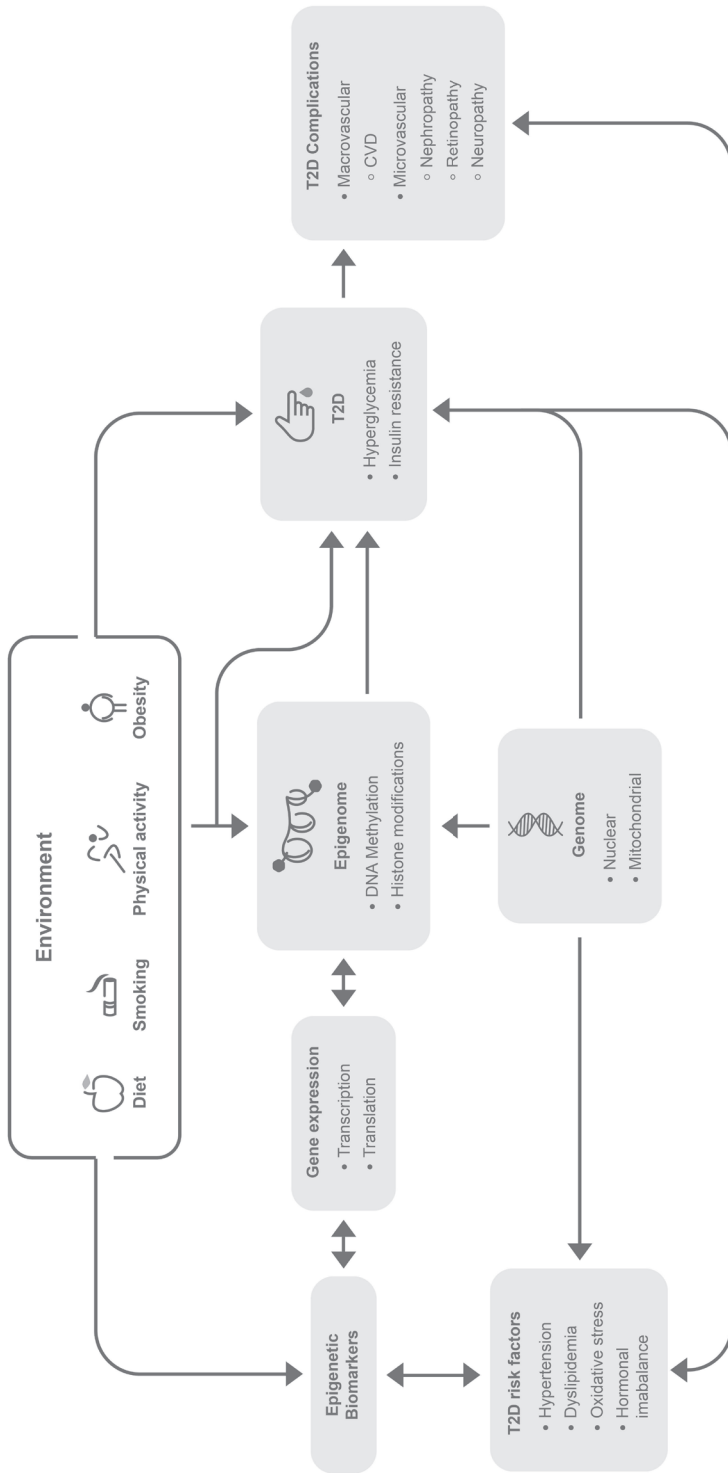 Environment
Diet
Smoking
Physical activity
Obesity
Epigenetic
Biomarkers
Gene expression
• Transcription
• Translation
Epigenome
• DNA Methylation
• Histone modifications
T2D
• Hyperglycemia
• Insulin resistance
T2D Complications
• Macrovascular
○ CVD
• Microvascular
○ Nephropathy
○ Retinopathy
○ Neuropathy
T2D risk factors
• Hypertension
• Dyslipidemia
• Oxidative stress
• Hormonal
imabalance
Genome
• Nuclear
• Mitochondrial